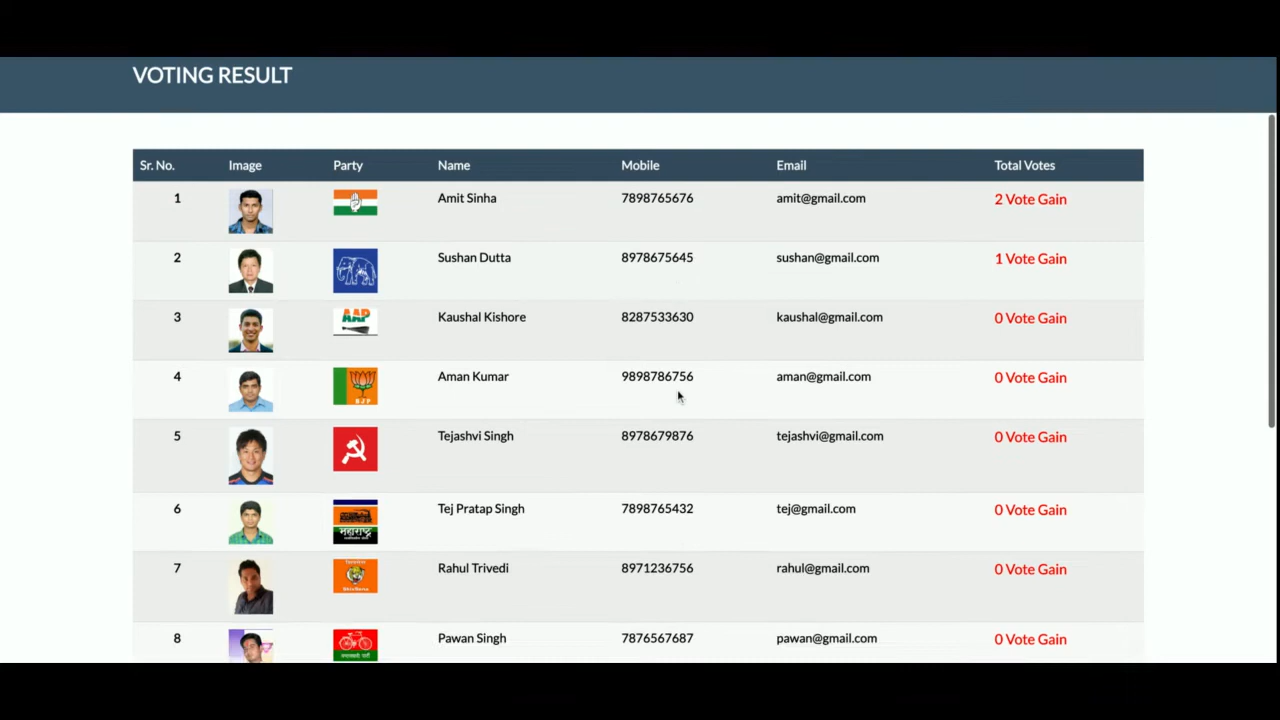 VOTING RESULT
Sr. No. Image Party Name Mobile Email Total Votes
1 Amit Sinha 7898765676 amit@gmail.com 2 Vote Gain
2 Sushan Dutta 8978675645 sushan@gmail.com 1 Vote Gain
3 AAP Kaushal Kishore 8287533630 kaushal@gmail.com 0 Vote Gain
4 BJP Aman Kumar 9898786756 aman@gmail.com 0 Vote Gain
5 Tejashvi Singh 8978679876 tejashvi@gmail.com 0 Vote Gain
6 महाराष्ट्र Tej Pratap Singh 7898765432 tej@gmail.com 0 Vote Gain
7 ShivSena Rahul Trivedi 8971236756 rahul@gmail.com 0 Vote Gain
8 Pawan Singh 7876567687 pawan@gmail.com 0 Vote Gain